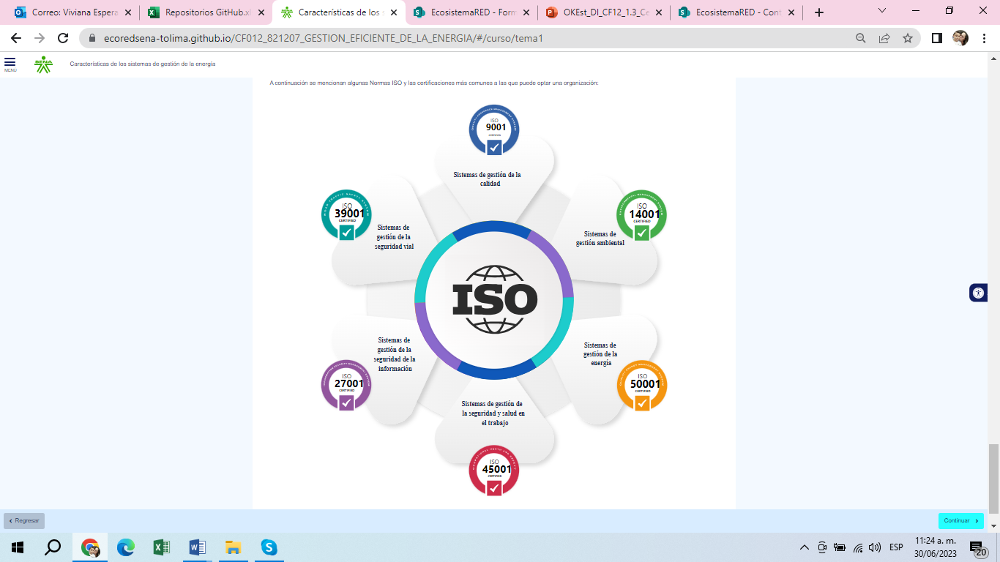 Correo: Viviana Espera
Repositorios GitHub.xl
Características de los s
EcosistemaRED - Form
OKEst_DI_CF12_1.3_Ce
EcosistemaRED - Cont
ecoredsena-tolima.github.io/CF012_821207_GESTION_EFICIENTE_DE_LA_ENERGIA/#/curso/tema1
MENÚ
SENA
Características de los sistemas de gestión de la energía
A continuación se mencionan algunas Normas ISO y las certificaciones más comunes a las que puede optar una organización:
ISO
9001
CERTIFIED
Sistemas de gestión de la
calidad
ISO
39001
CERTIFIED
Sistemas de
gestión de la
seguridad vial
ENVIRONMENTAL MANAGEMENT SYSTEM
ISO
14001
CERTIFIED
Sistemas de
gestión ambiental
ISO
Sistemas de
gestión de la
seguridad de la
información
ISO
27001
CERTIFIED
Sistemas de
gestión de la
energía
ISO
50001
CERTIFIED
Sistemas de gestión de
la seguridad y salud en
el trabajo
ISO
45001
CERTIFIED
Regresar
Continuar
ESP
11:24 a. m.
30/06/2023
20